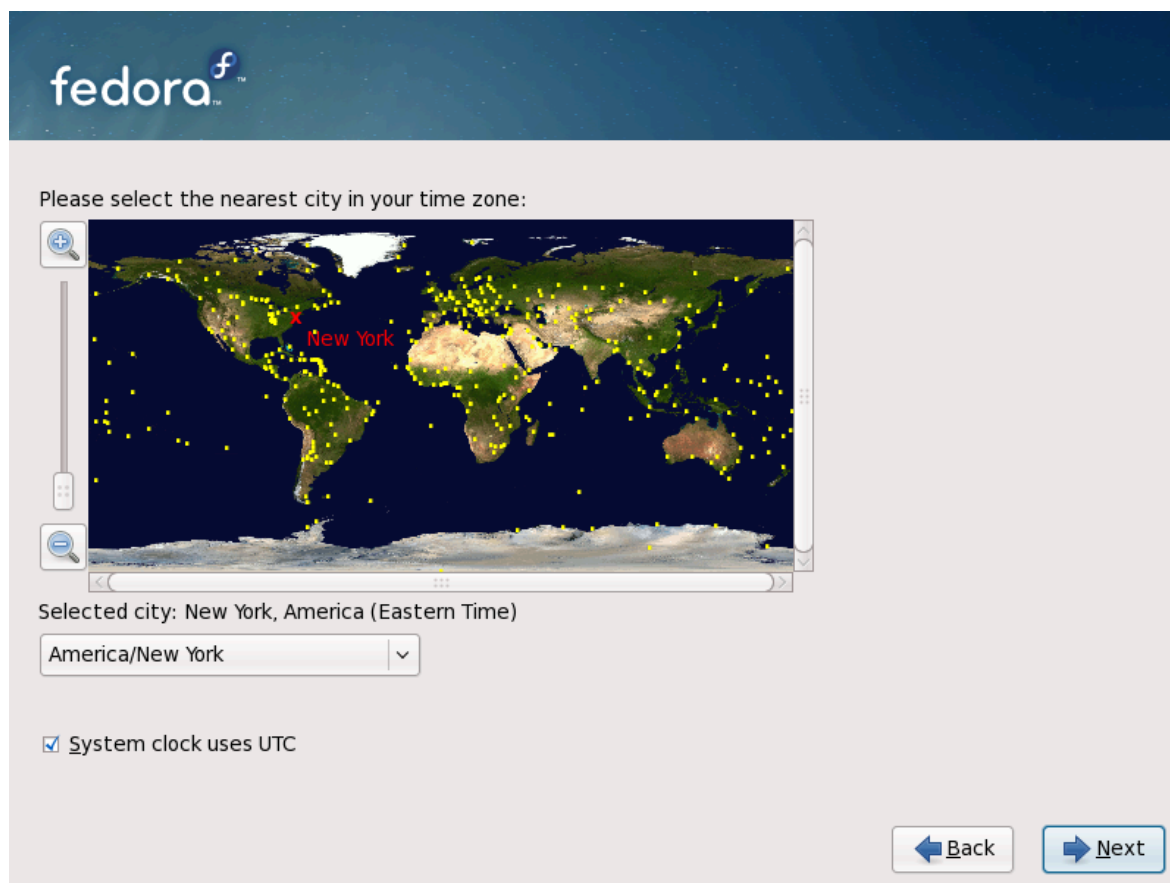 fedora
Please select the nearest city in your time zone:
New York
Selected city: New York, America (Eastern Time)
America/New York
System clock uses UTC
Back
Next